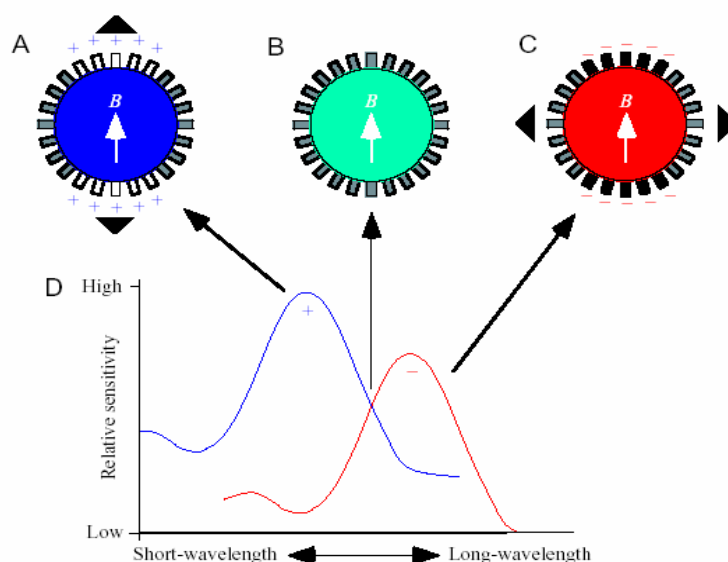 A
B
C
+ + + + +
− − − − −
B
B
B
+ + + + +
− − − − −
D
High
+
−
Relative sensitivity
Low
Short-wavelength
Long-wavelength